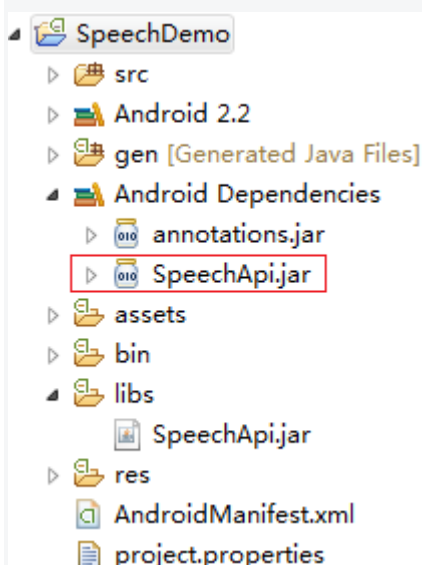 SpeechDemo
src
Android 2.2
gen [Generated Java Files]
Android Dependencies
annotations.jar
SpeechApi.jar
assets
bin
libs
SpeechApi.jar
res
AndroidManifest.xml
project.properties